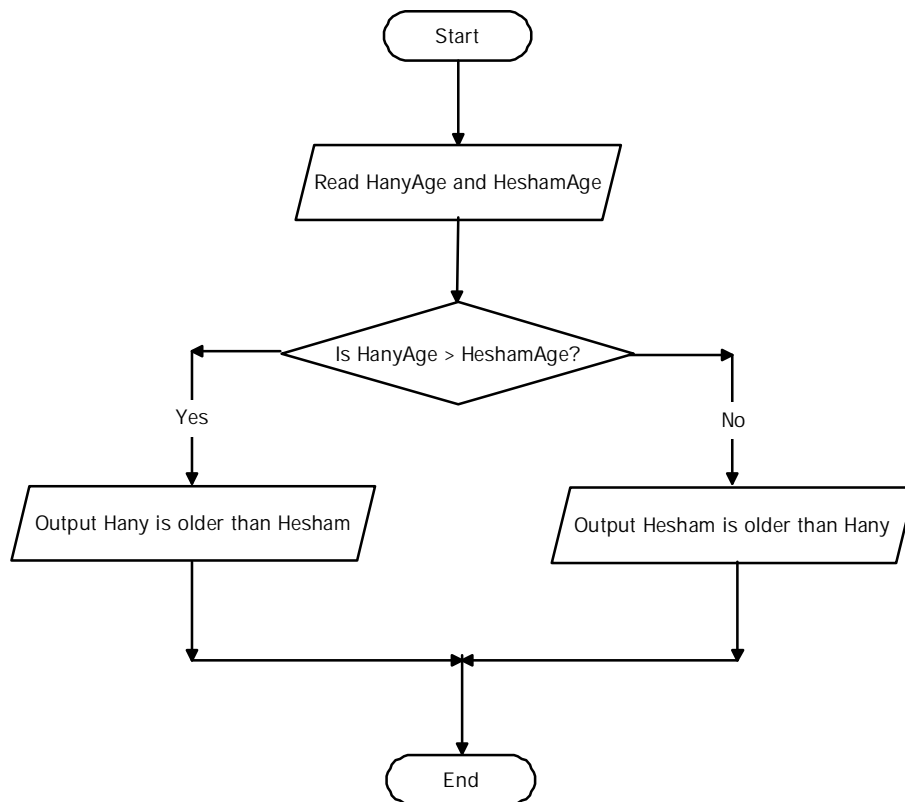 Start
Read HanyAge and HeshamAge
Is HanyAge > HeshamAge?
Yes
No
Output Hany is older than Hesham
Output Hesham is older than Hany
End